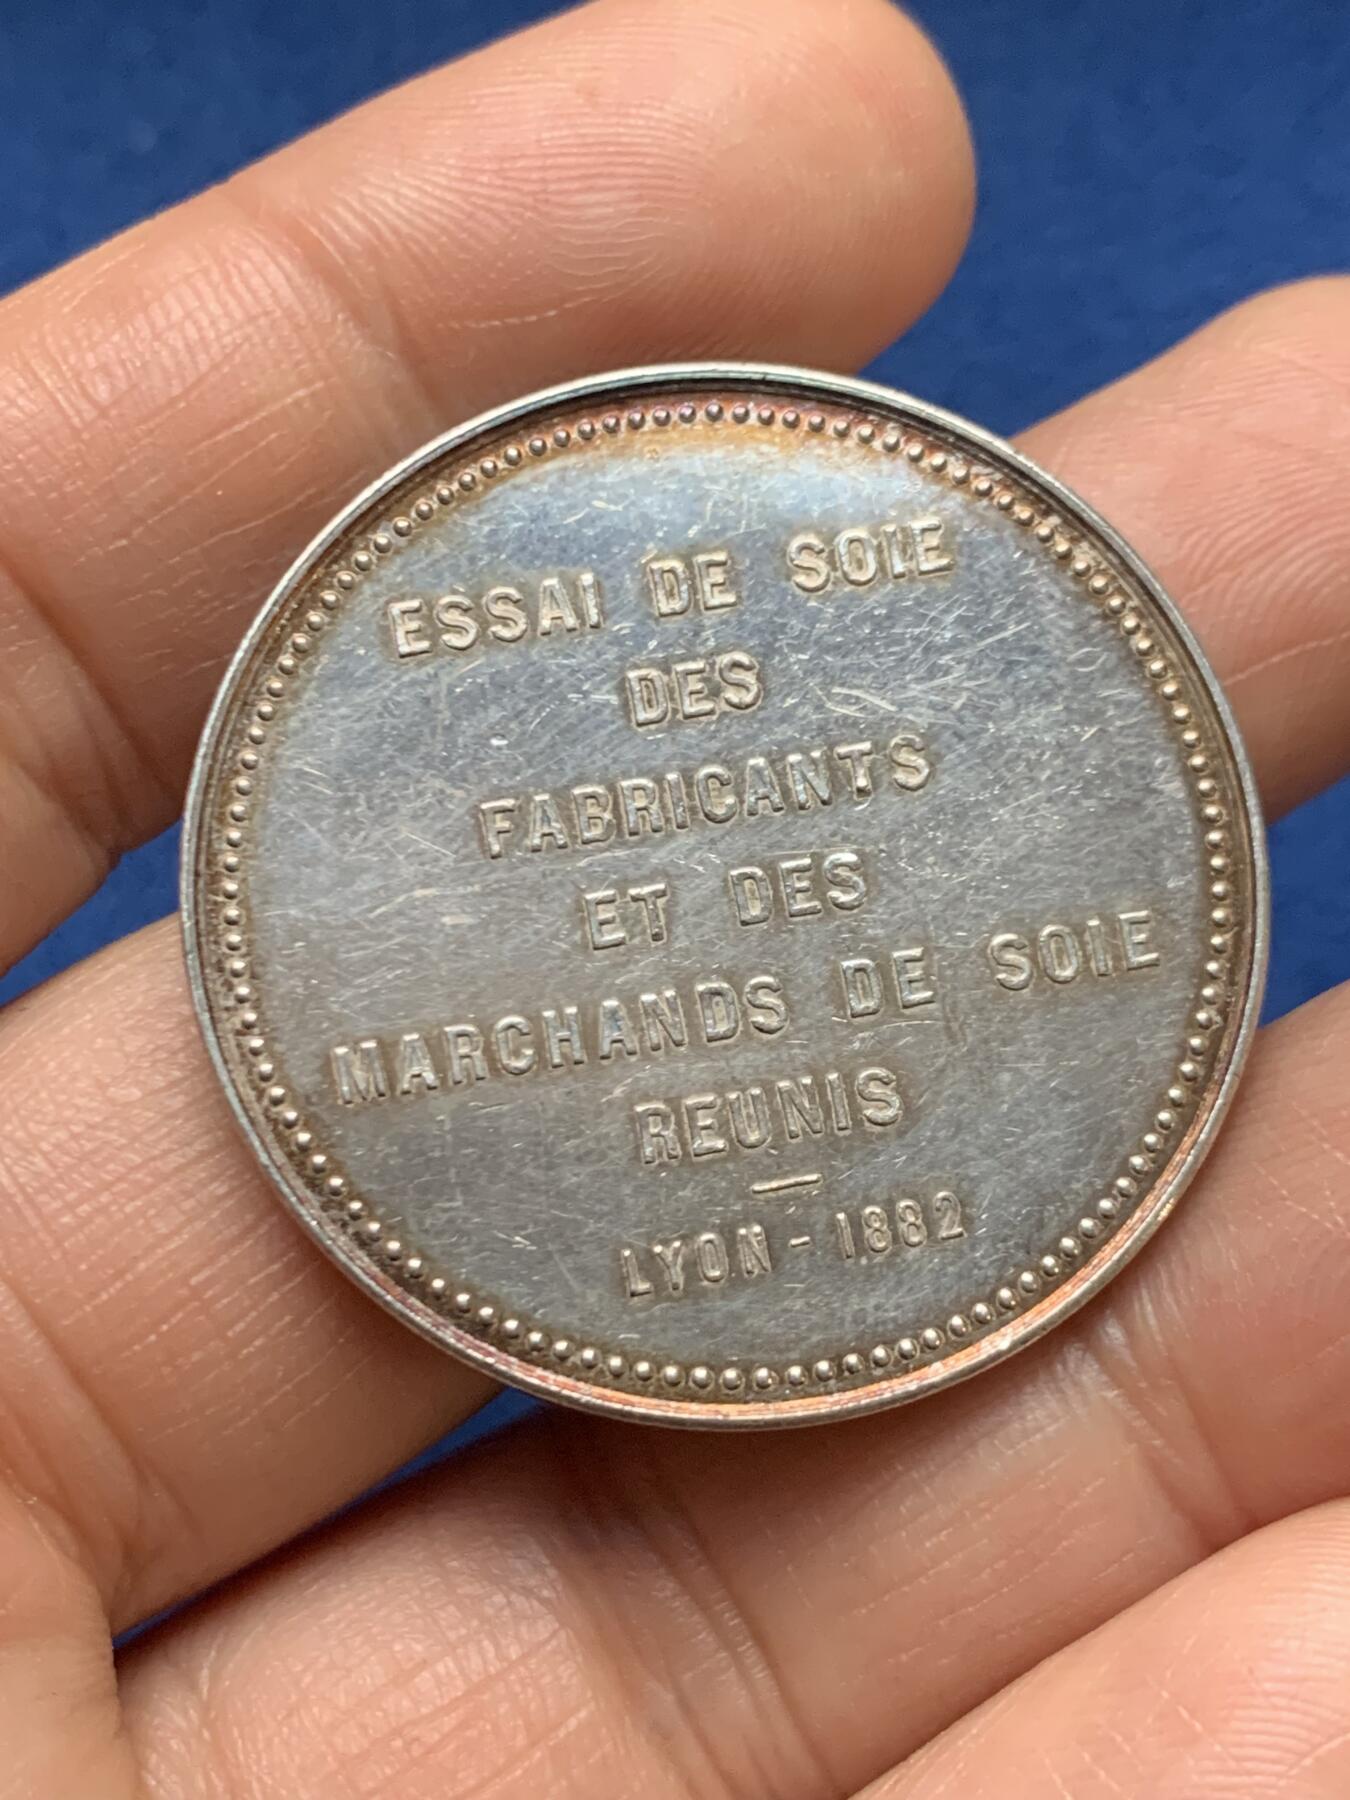 ESSAI DE SOIE
DES
FABRICANTS
ET DES
MARCHANDS DE SOIE
REUNIS
LYON - 1882